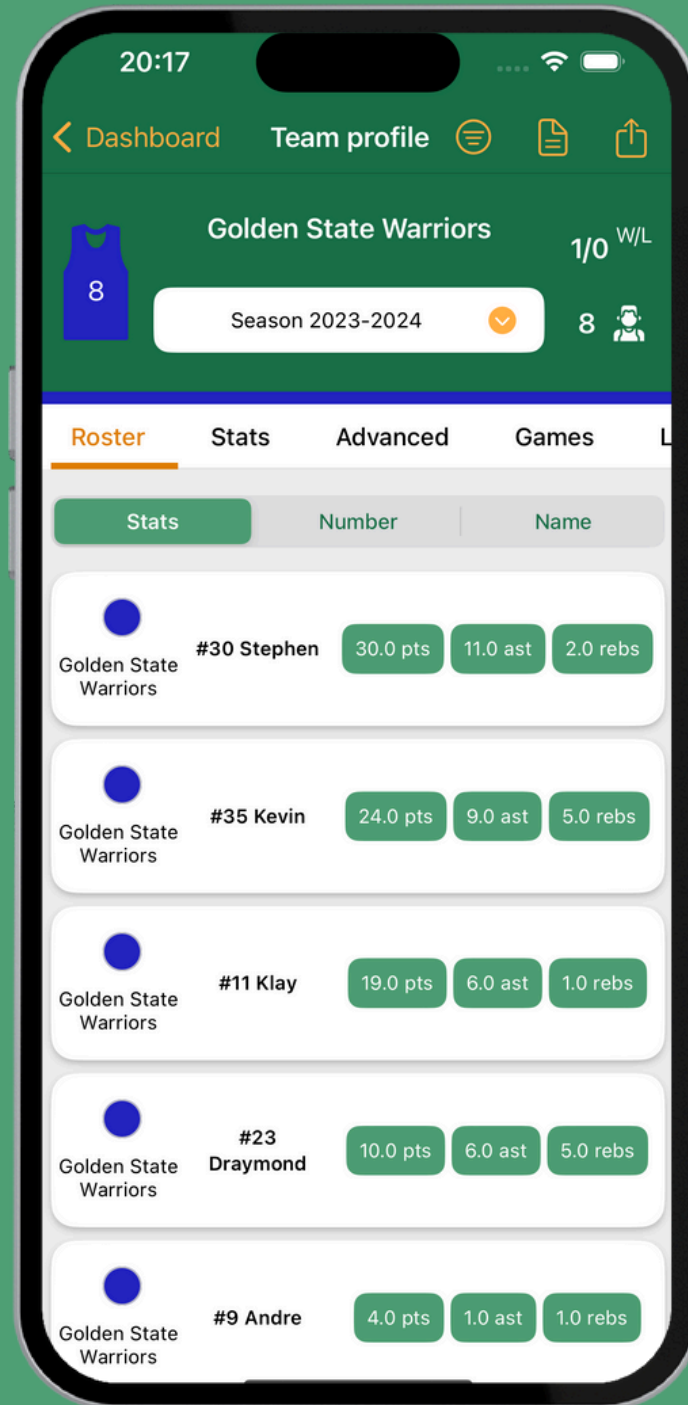 20:17
Dashboard Team profile
Golden State Warriors
1/0 W/L
8
Season 2023-2024
8
Roster Stats Advanced Games L
Stats Number Name
Golden State
Warriors
#30 Stephen 30.0 pts 11.0 ast 2.0 rebs
Golden State
Warriors
#35 Kevin 24.0 pts 9.0 ast 5.0 rebs
Golden State
Warriors
#11 Klay 19.0 pts 6.0 ast 1.0 rebs
Golden State
Warriors
#23
Draymond
10.0 pts 6.0 ast 5.0 rebs
Golden State
Warriors
#9 Andre 4.0 pts 1.0 ast 1.0 rebs